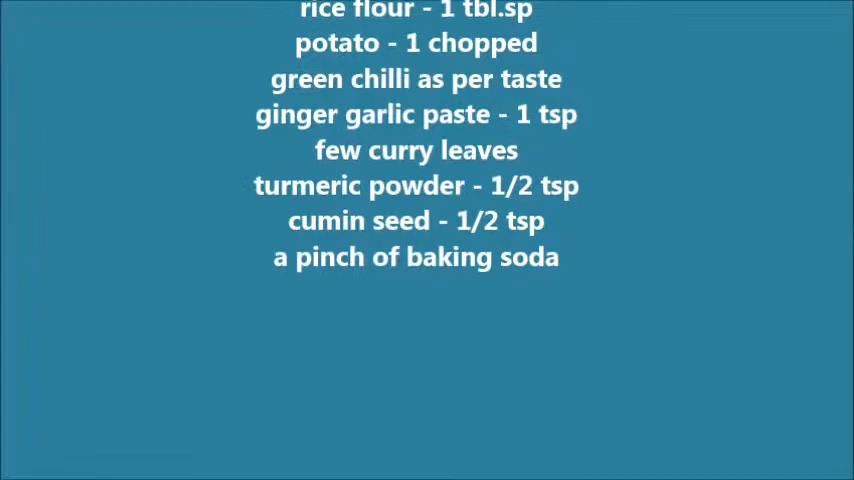 rice flour - 1 tbl.sp
potato - 1 chopped
green chilli as per taste
ginger garlic paste - 1 tsp
few curry leaves
turmeric powder - 1/2 tsp
cumin seed - 1/2 tsp
a pinch of baking soda